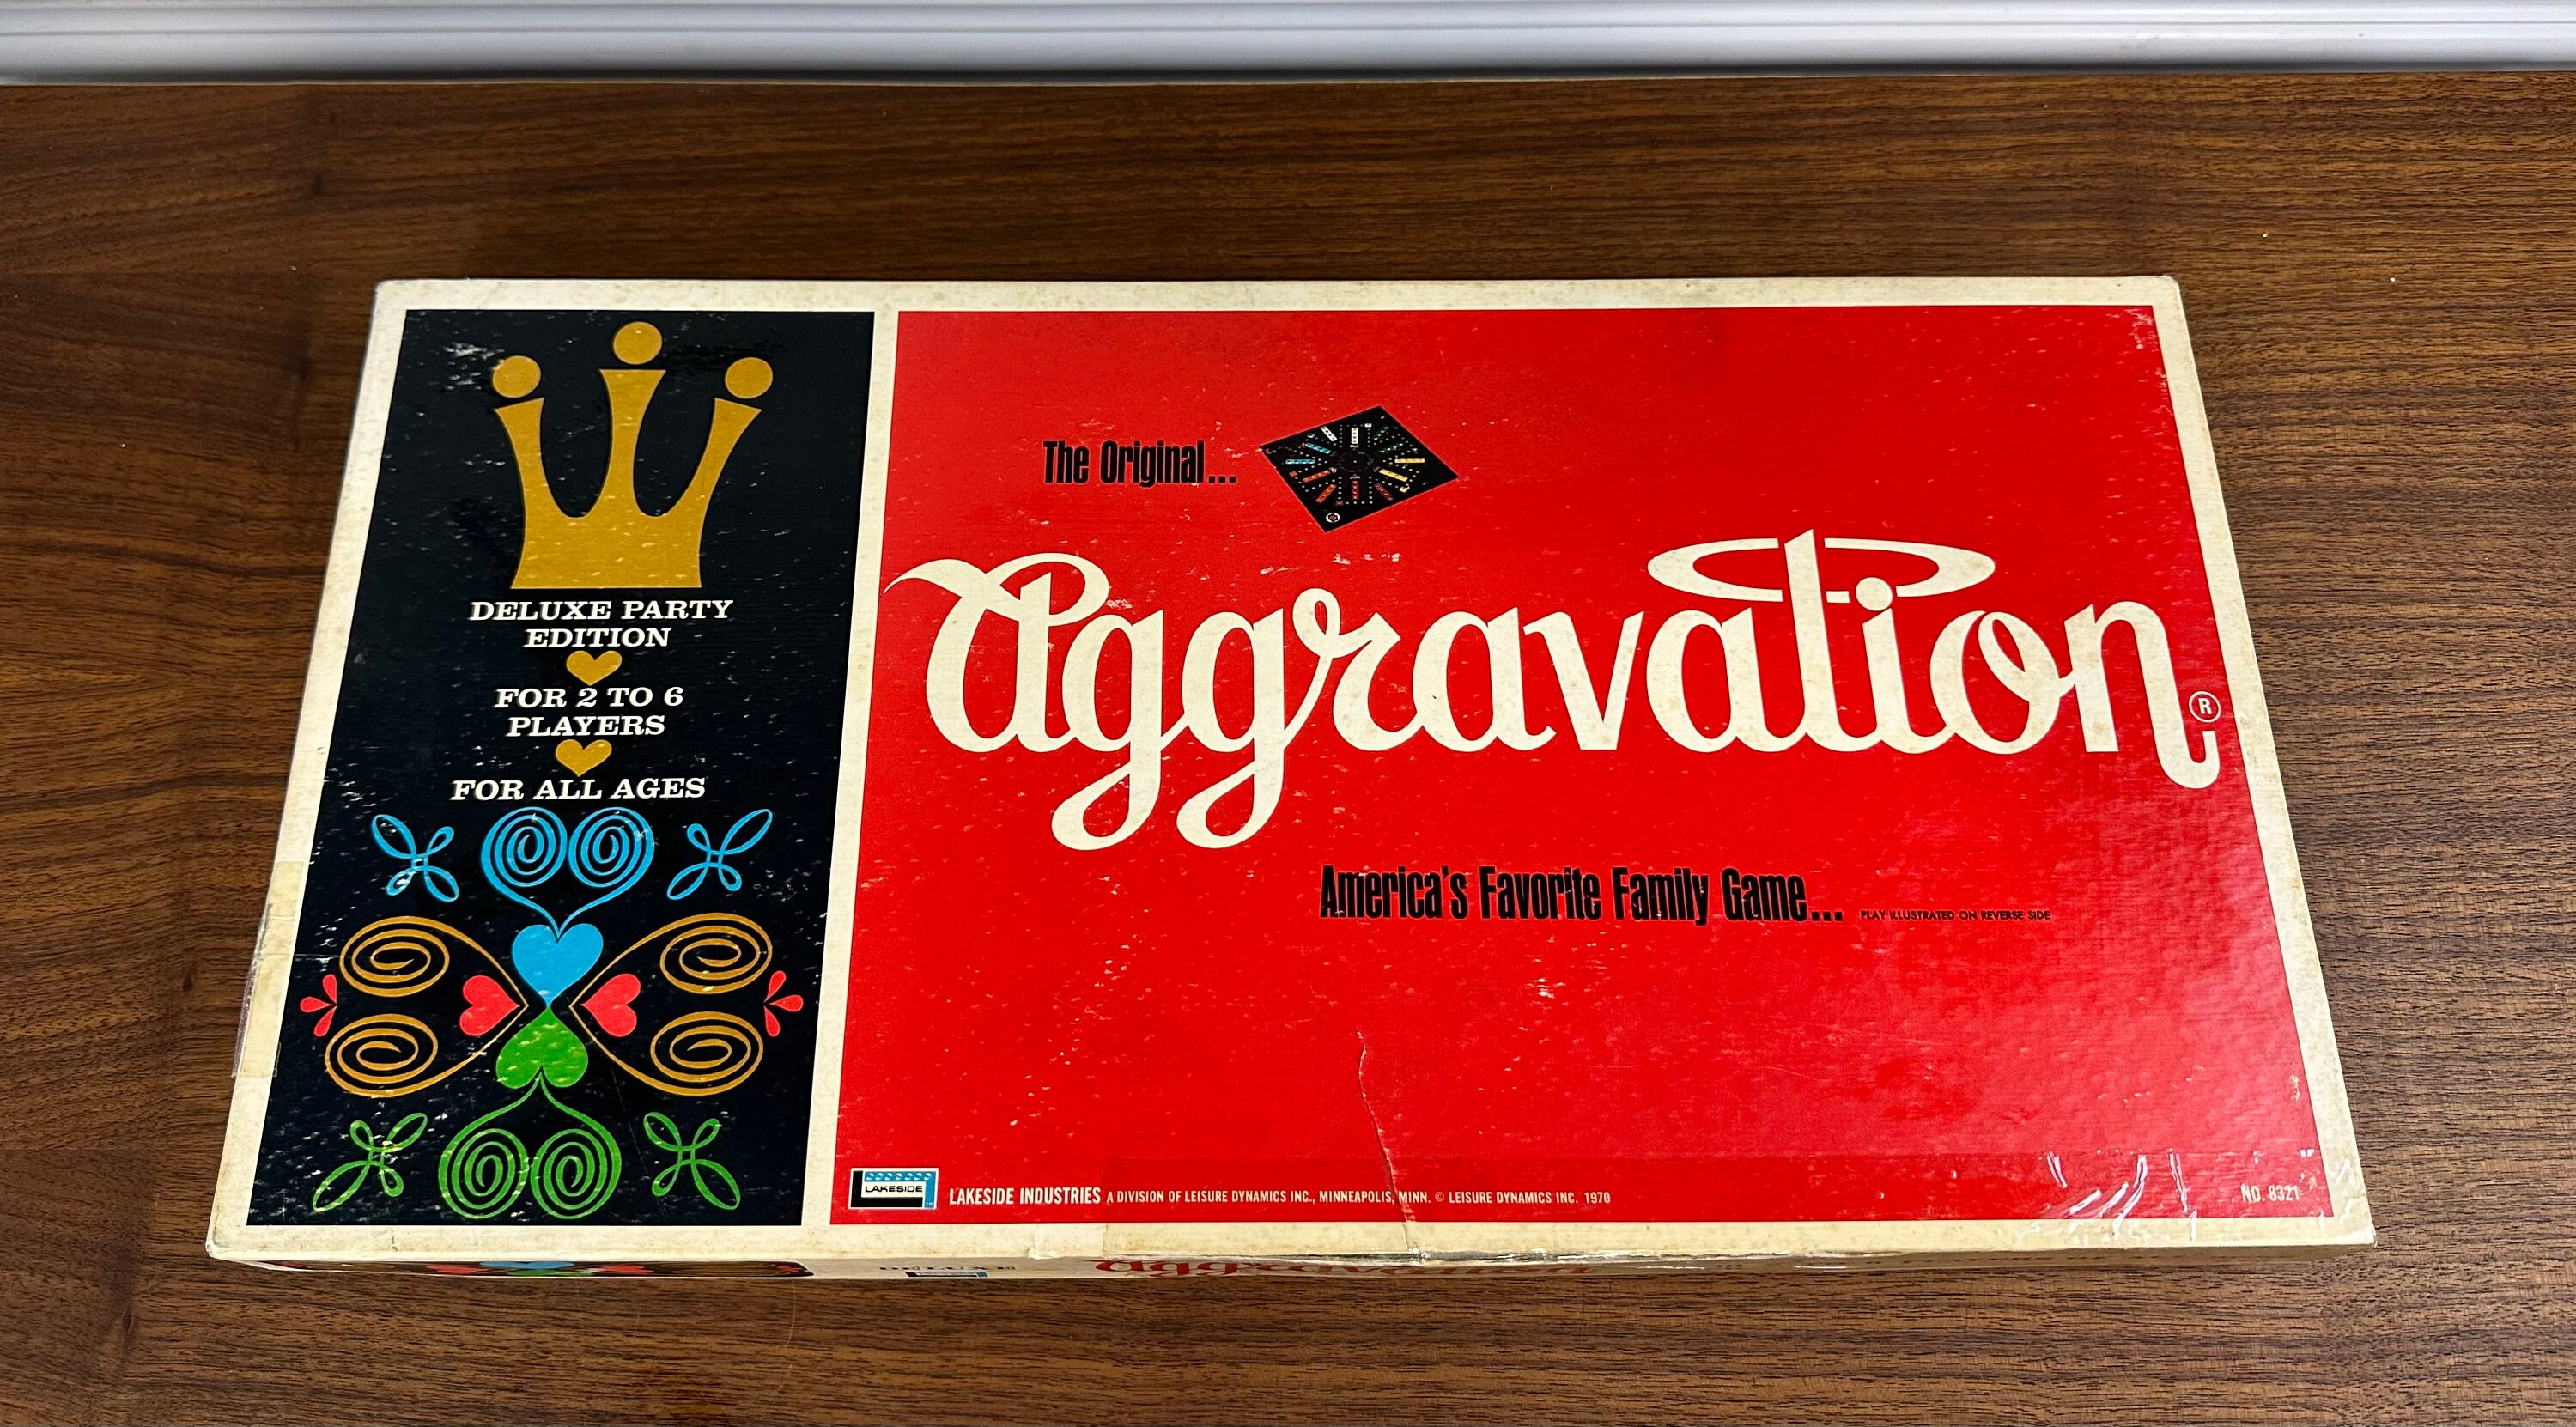 DELUXE PARTY
EDITION
FOR 2 TO 6
PLAYERS
FOR ALL AGES
The Original...
Aggravation®
America's Favorite Family Game... PLAY ILLUSTRATED ON REVERSE SIDE
LAKESIDE
LAKESIDE INDUSTRIES A DIVISION OF LEISURE DYNAMICS INC., MINNEAPOLIS, MINN. © LEISURE DYNAMICS INC. 1970
NO. 8321
DELUXE
aggravation